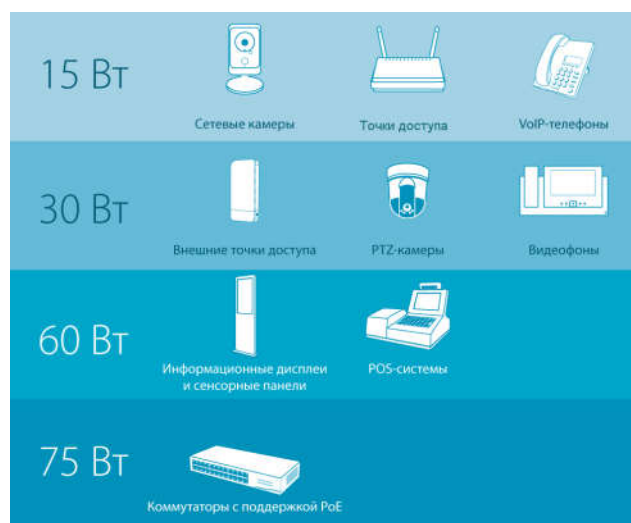 15 Вт
Сетевые камеры
Точки доступа
VoIP-телефоны
30 Вт
Внешние точки доступа
PTZ-камеры
Видеофоны
60 Вт
Информационные дисплеи
и сенсорные панели
POS-системы
75 Вт
Коммутаторы с поддержкой PoE